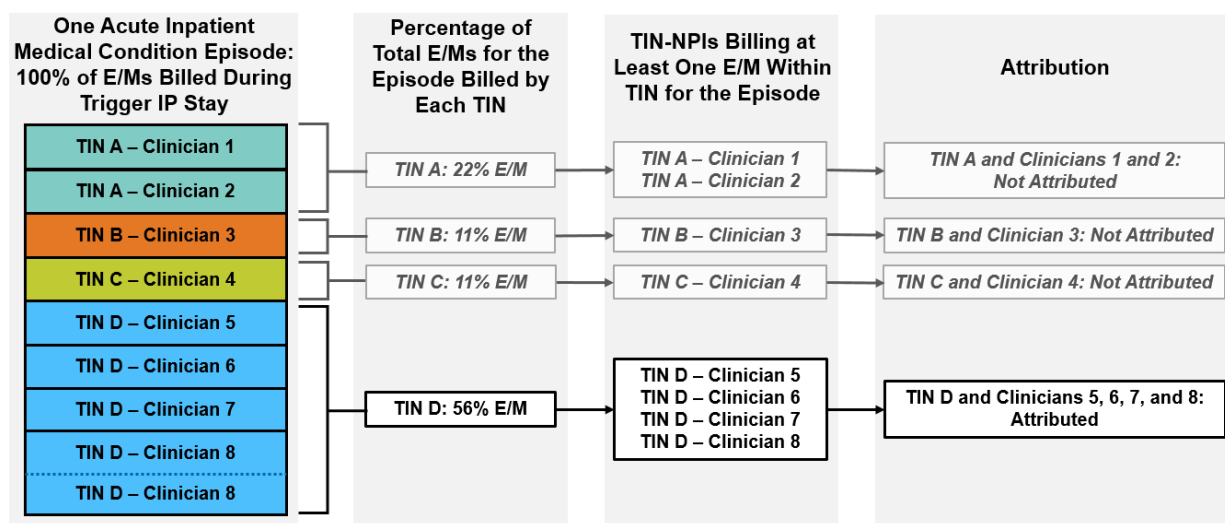 One Acute Inpatient
Medical Condition Episode:
100% of E/Ms Billed During
Trigger IP Stay
TIN A – Clinician 1
TIN A – Clinician 2
TIN B – Clinician 3
TIN C – Clinician 4
TIN D – Clinician 5
TIN D – Clinician 6
TIN D – Clinician 7
TIN D – Clinician 8
TIN D – Clinician 8
Percentage of
Total E/Ms for the
Episode Billed by
Each TIN
TIN A: 22% E/M
TIN B: 11% E/M
TIN C: 11% E/M
TIN D: 56% E/M
TIN-NPIs Billing at
Least One E/M Within
TIN for the Episode
TIN A – Clinician 1
TIN A – Clinician 2
TIN B – Clinician 3
TIN C – Clinician 4
TIN D – Clinician 5
TIN D – Clinician 6
TIN D – Clinician 7
TIN D – Clinician 8
Attribution
TIN A and Clinicians 1 and 2:
Not Attributed
TIN B and Clinician 3: Not Attributed
TIN C and Clinician 4: Not Attributed
TIN D and Clinicians 5, 6, 7, and 8:
Attributed